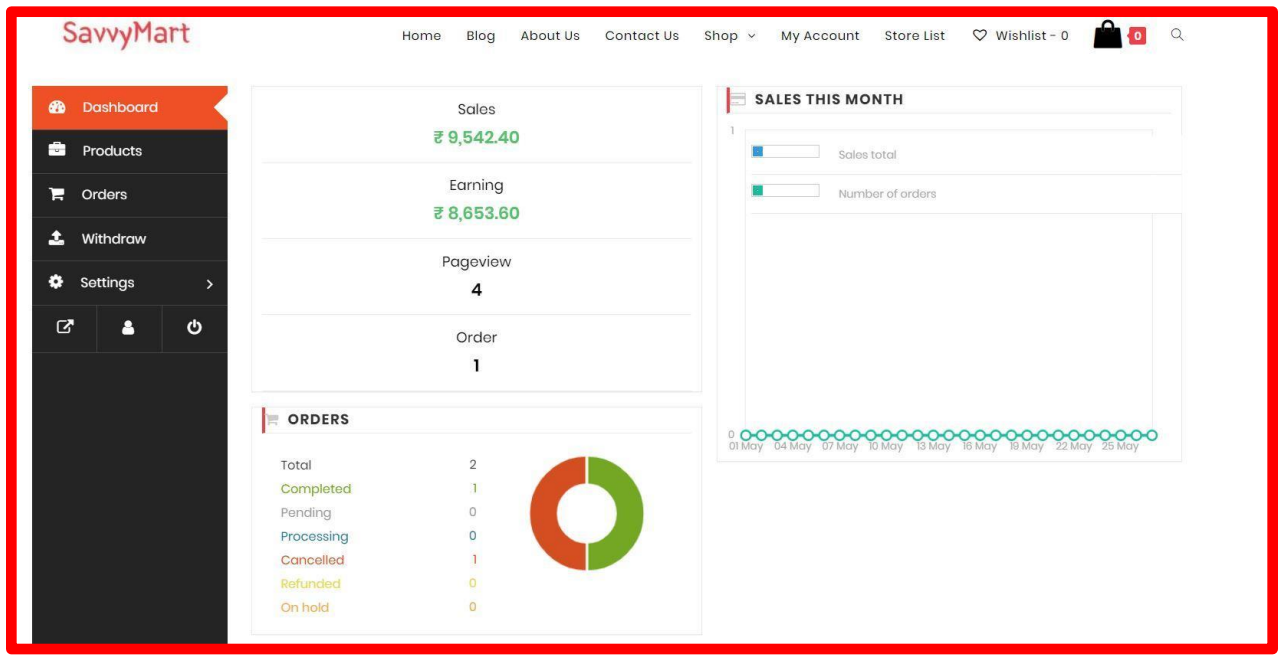 SavvyMart
Home Blog About Us Contact Us Shop My Account Store List Wishlist - 0 0
Dashboard
Products
Orders
Withdraw
Settings
Sales
₹ 9,542.40
Earning
₹ 8,653.60
Pageview
4
Order
1
ORDERS
Total 2
Completed 1
Pending 0
Processing 0
Cancelled 1
Refunded 0
On hold 0
SALES THIS MONTH
1
Sales total
Number of orders
0
01 May 04 May 07 May 10 May 13 May 16 May 19 May 22 May 25 May